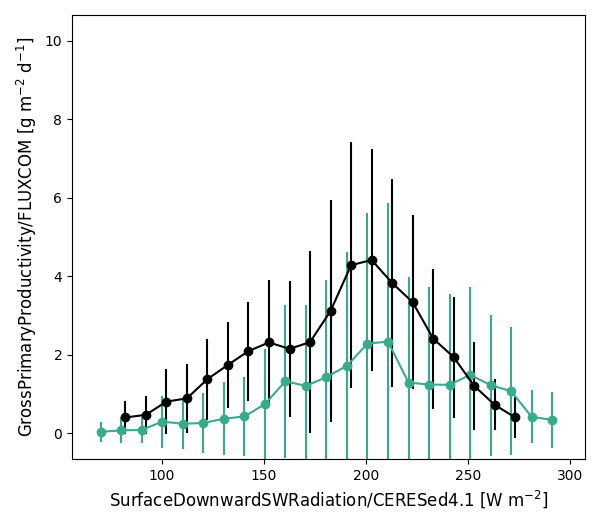 10
8
6
4
2
0
GrossPrimaryProductivity/FLUXCOM [g m⁻² d⁻¹]
100 150 200 250 300
SurfaceDownwardSWRadiation/CERESed4.1 [W m⁻²]